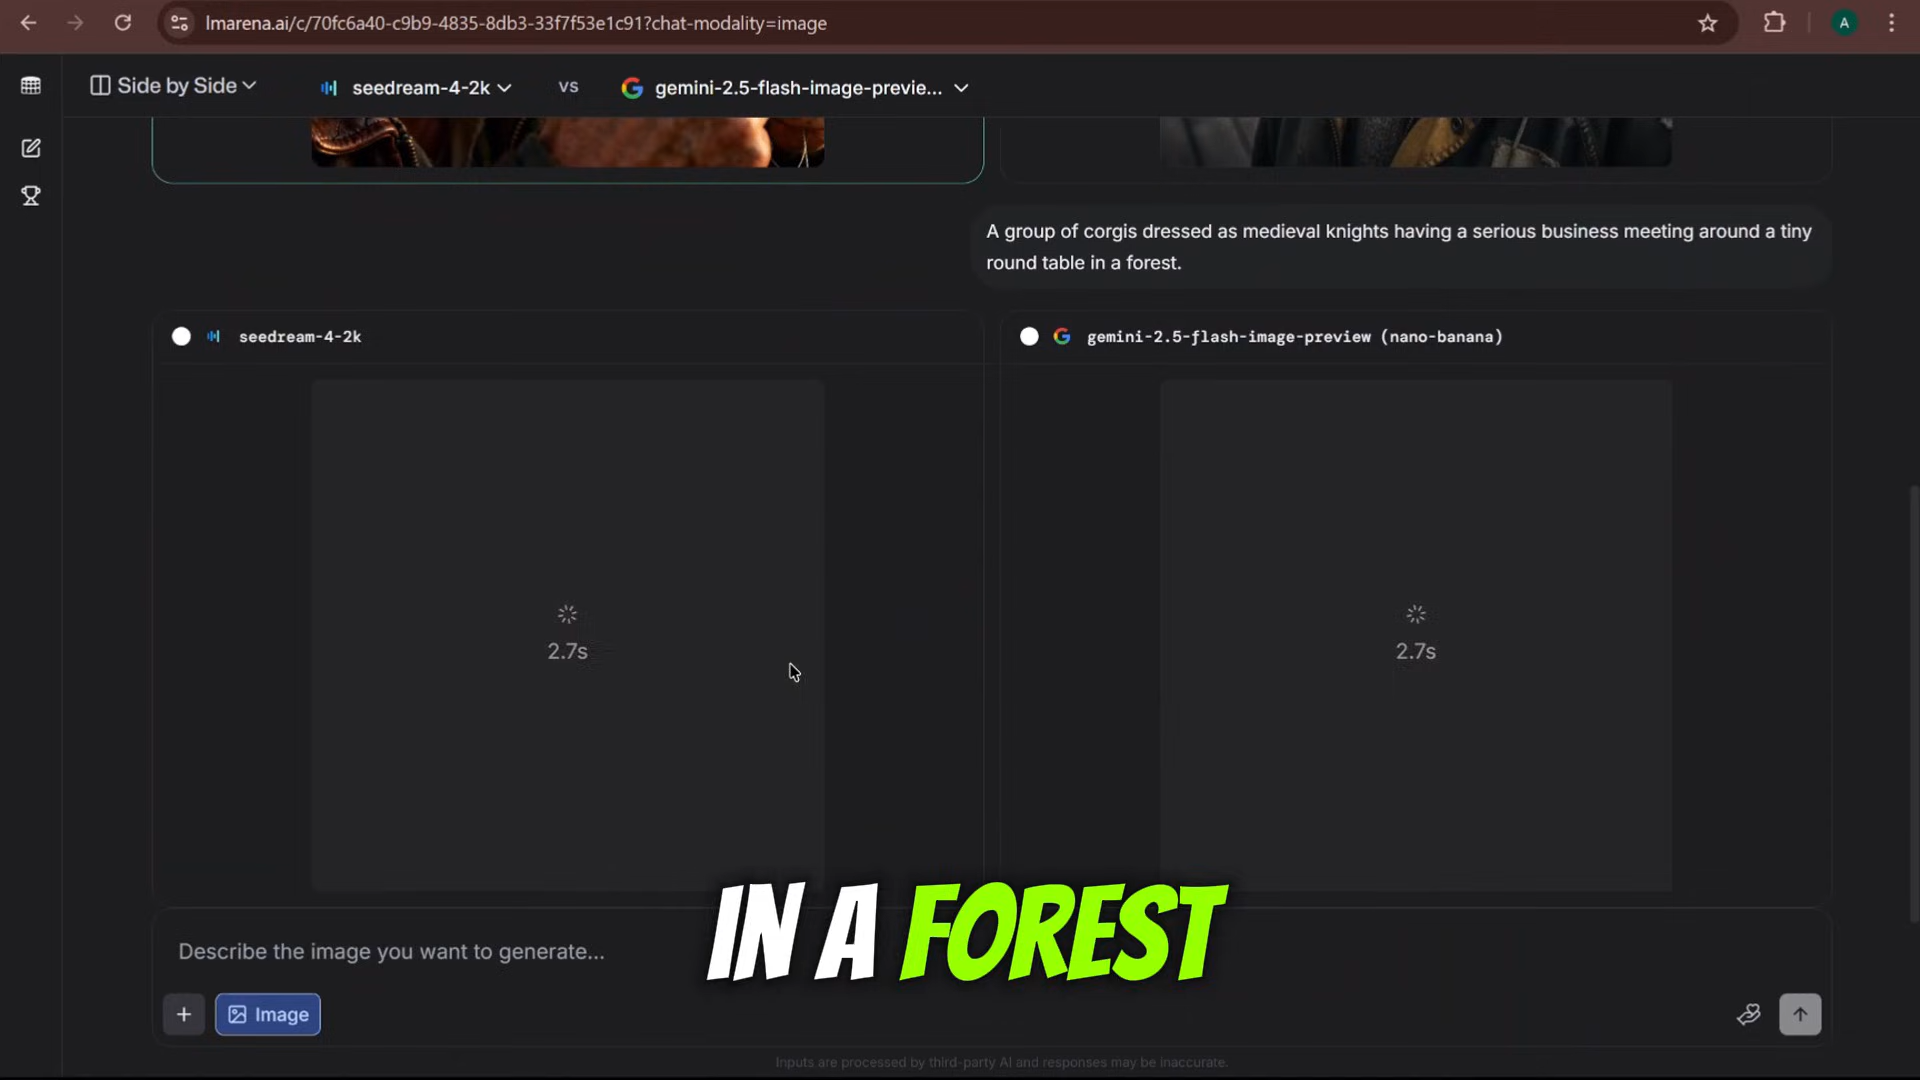 lmarena.ai/c/70fc6a40-c9b9-4835-8db3-33f7f53e1c91?chat-modality=image
A
Side by Side
seedream-4-2k
VS
gemini-2.5-flash-image-previe...
A group of corgis dressed as medieval knights having a serious business meeting around a tiny
round table in a forest.
seedream-4-2k
gemini-2.5-flash-image-preview (nano-banana)
2.7s
2.7s
IN A FOREST
Describe the image you want to generate...
Image
Inputs are processed by third-party AI and responses may be inaccurate.